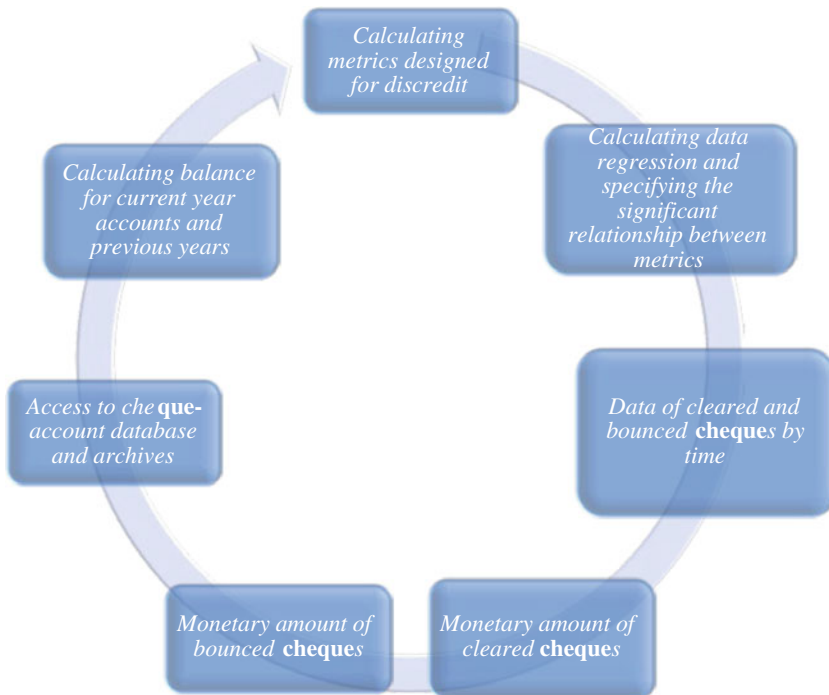 Calculating
metrics designed
for discredit
Calculating data
regression and
specifying the
significant
relationship between
metrics
Data of cleared and
bounced cheques by
time
Monetary amount of
cleared cheques
Monetary amount of
bounced cheques
Access to cheque-
account database
and archives
Calculating balance
for current year
accounts and
previous years